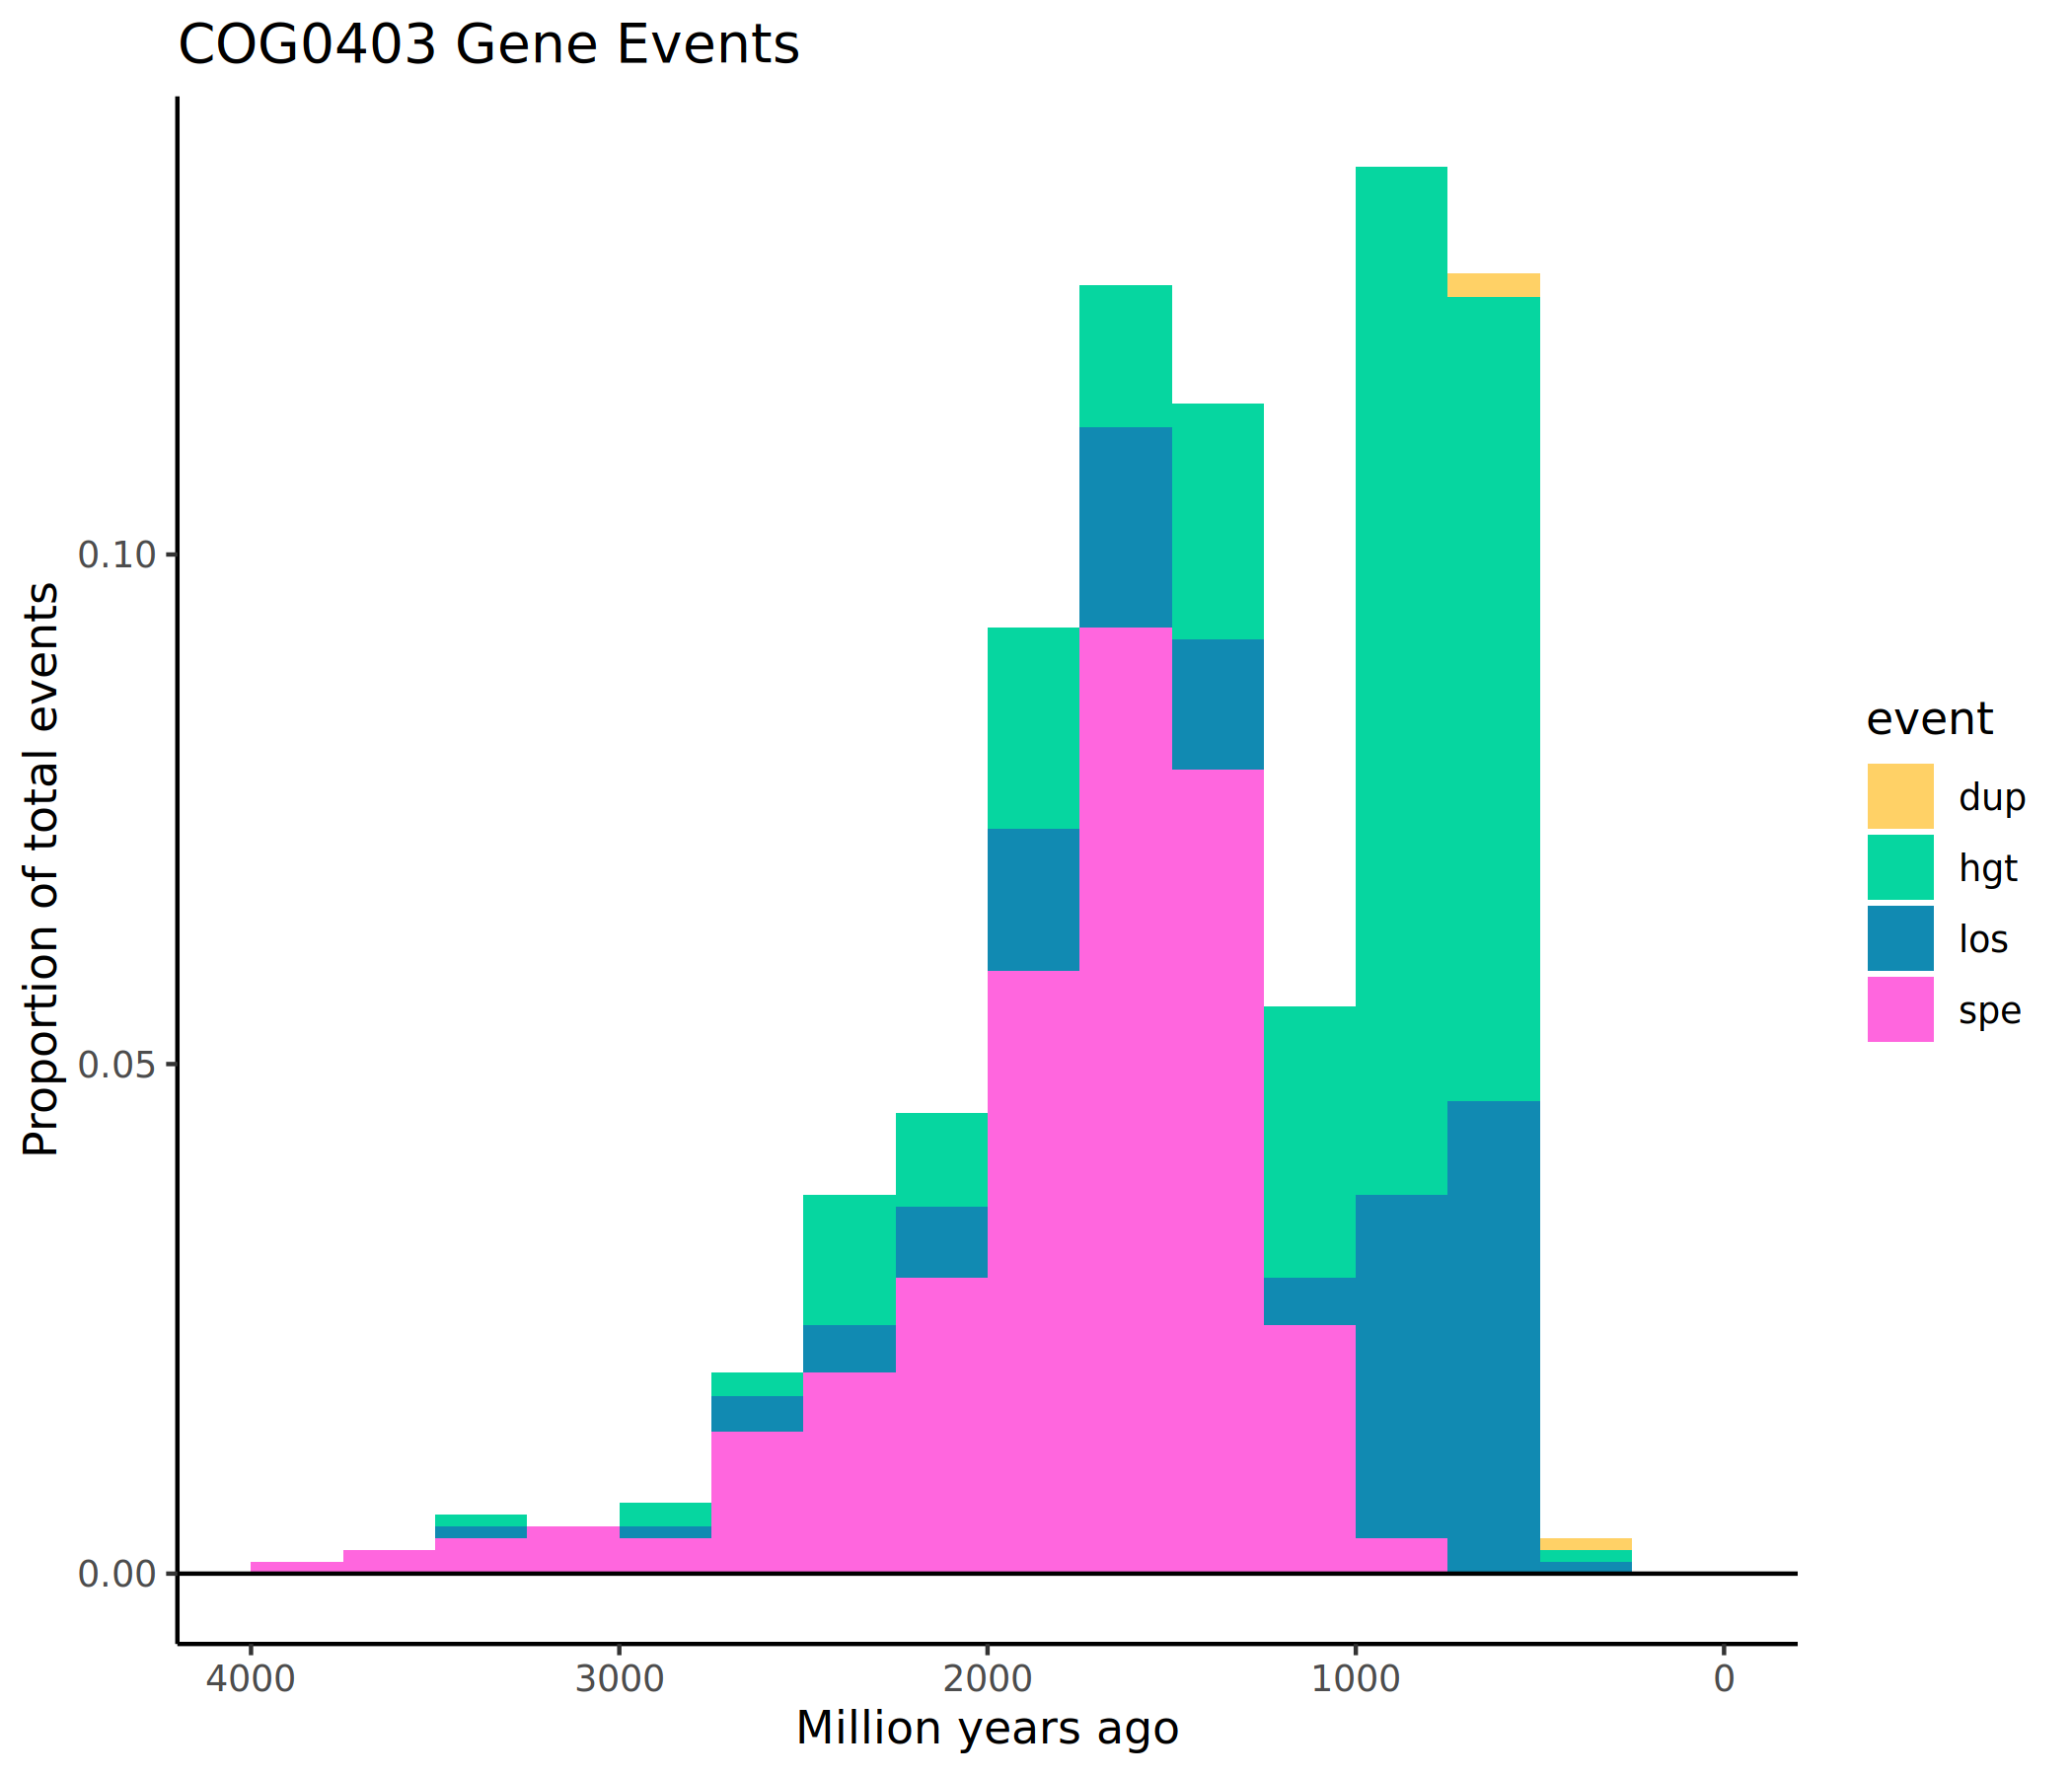 COG0403 Gene Events
Proportion of total events
0.10
0.05
0.00
4000 3000 2000 1000 0
Million years ago
event
dup
hgt
los
spe